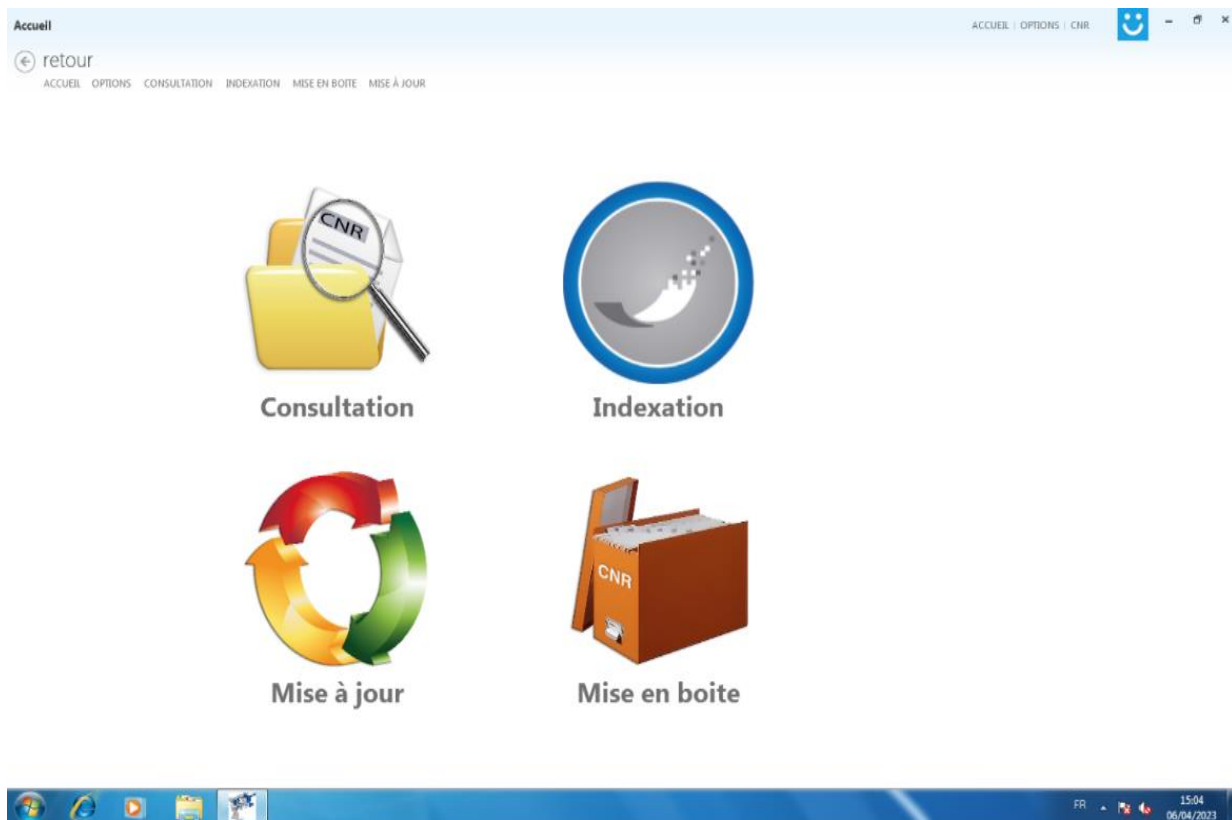 Accueil
ACCUEIL | OPTIONS | CNR
retour
ACCUEIL OPTIONS CONSULTATION INDEXATION MISE EN BOITE MISE À JOUR
CNR
Consultation
Indexation
CNR
Mise à jour
Mise en boite
FR
15:04
06/04/2023